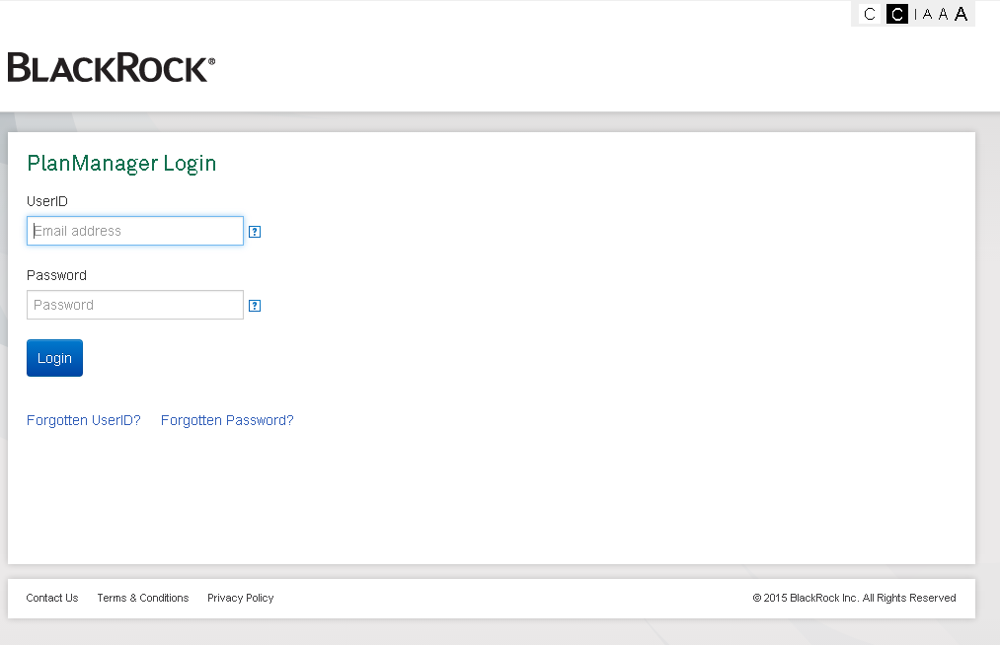 C C | A A A
BLACKROCK®
PlanManager Login
UserID
Email address ?
Password
Password ?
Login
Forgotten UserID? Forgotten Password?
Contact Us Terms & Conditions Privacy Policy © 2015 BlackRock Inc. All Rights Reserved